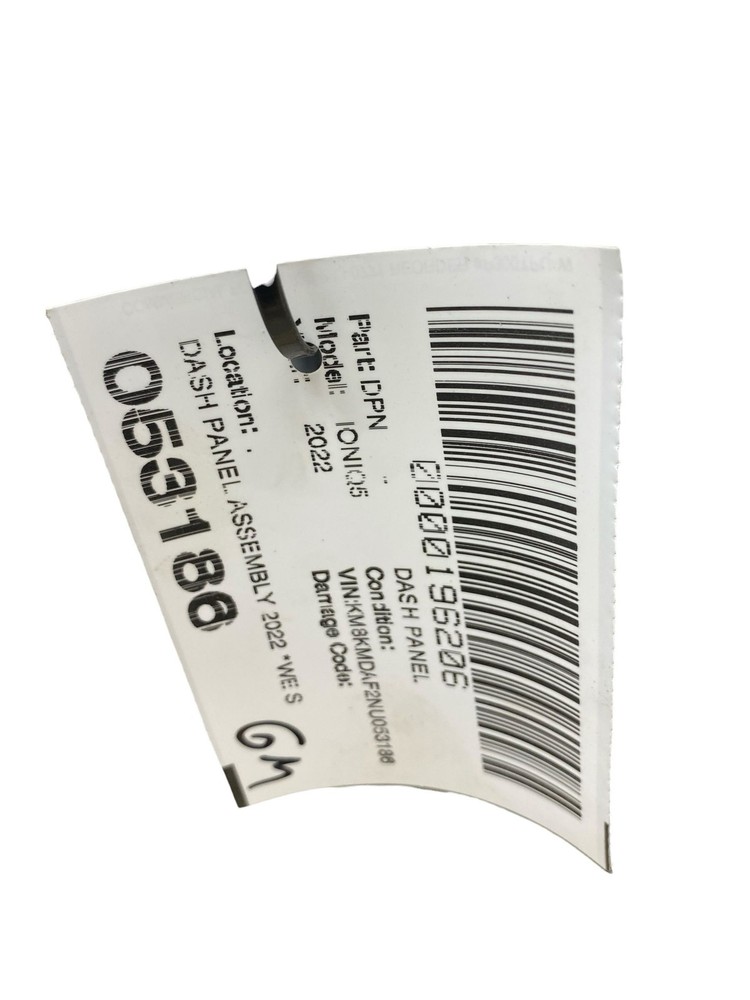 0000196206
DASH PANEL
Part: DPN
Condition:
Model: IONIQ5
VIN:KM8KMDAF2NU053186
2022
Damage Code:
Location:
DASH PANEL ASSEMBLY 2022 *WE S
053186
GM